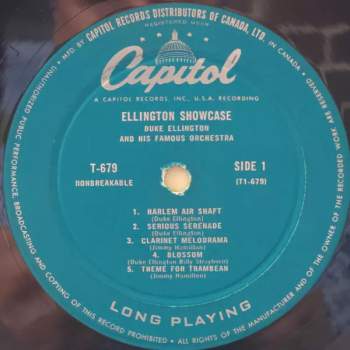 MFD. BY CAPITOL RECORDS DISTRIBUTORS OF CANADA, LTD.
IN CANADA
REGISTERED USER
Capitol
A CAPITOL RECORDS, INC., U.S.A. RECORDING
ELLINGTON SHOWCASE
DUKE ELLINGTON
AND HIS FAMOUS ORCHESTRA
T-679
NONBREAKABLE
SIDE 1
(T1-679)
1. HARLEM AIR SHAFT
(Duke Ellington)
2. SERIOUS SERENADE
(Duke Ellington)
3. CLARINET MELODRAMA
(Jimmy Hamilton)
4. BLOSSOM
(Duke Ellington Billy Strayhorn)
5. THEME FOR TRAMBEAN
(Jimmy Hamilton)
LONG PLAYING
UNAUTHORIZED PUBLIC PERFORMANCE, BROADCASTING AND COPYING OF THIS RECORD PROHIBITED • ALL RIGHTS OF THE OWNER OF THE RECORDED WORK ARE RESERVED